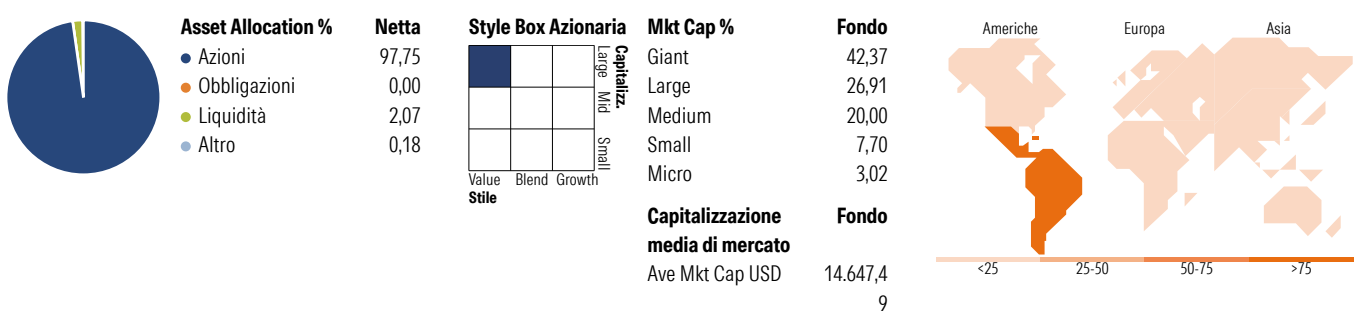 Asset Allocation % Netta
Azioni 97,75
Obbligazioni 0,00
Liquidità 2,07
Altro 0,18
Style Box Azionaria
Capitalizz.
Large Mid Small
Value Blend Growth
Stile
Mkt Cap % Fondo
Giant 42,37
Large 26,91
Medium 20,00
Small 7,70
Micro 3,02
Capitalizzazione Fondo
media di mercato
Ave Mkt Cap USD 14.647,4
9
Americhe Europa Asia
<25 25-50 50-75 >75